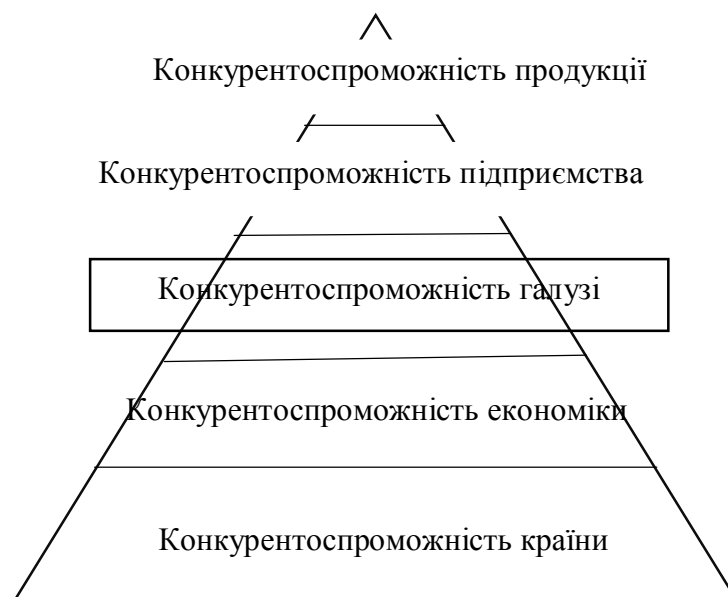 Конкурентоспроможність продукції
Конкурентоспроможність підприємства
Конкурентоспроможність галузі
Конкурентоспроможність економіки
Конкурентоспроможність країни